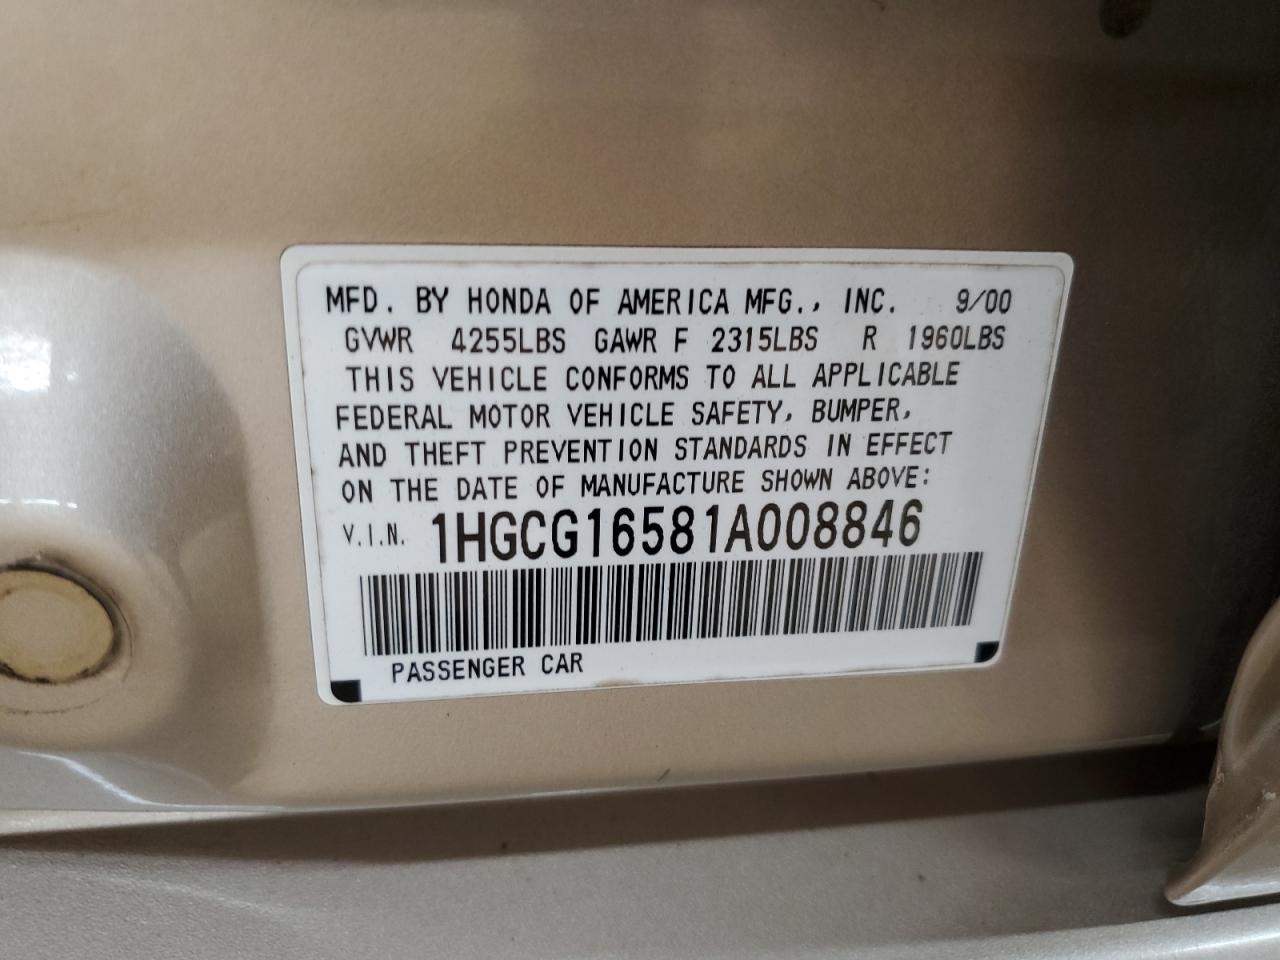 MFD. BY HONDA OF AMERICA MFG., INC. 9/00
GVWR 4255LBS GAWR F 2315LBS R 1960LBS
THIS VEHICLE CONFORMS TO ALL APPLICABLE
FEDERAL MOTOR VEHICLE SAFETY, BUMPER,
AND THEFT PREVENTION STANDARDS IN EFFECT
ON THE DATE OF MANUFACTURE SHOWN ABOVE:
V.I.N. 1HGCG16581A008846
PASSENGER CAR